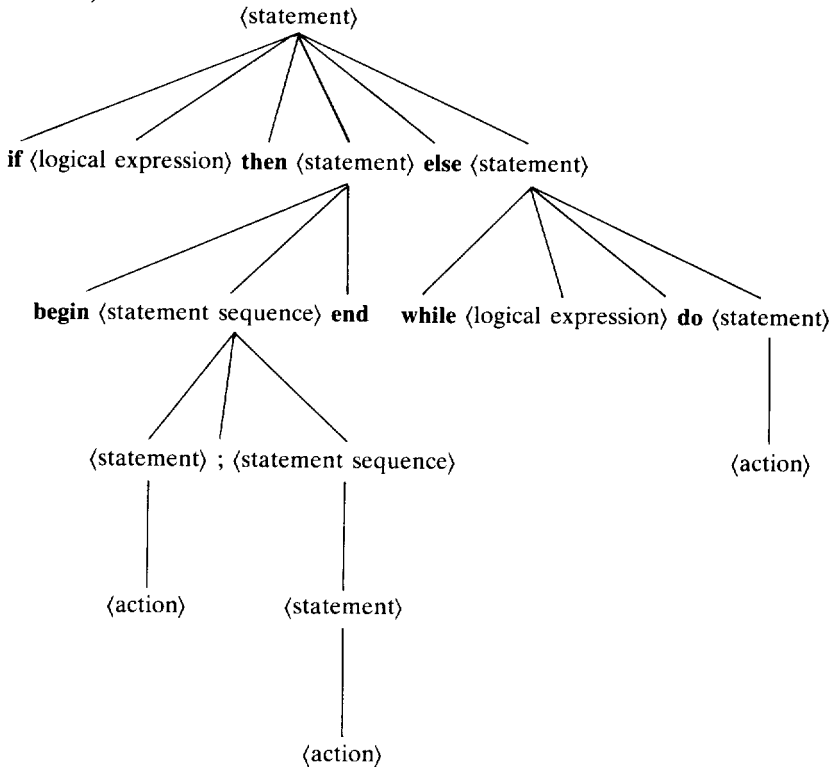 ⟨statement⟩
if ⟨logical expression⟩ then ⟨statement⟩ else ⟨statement⟩
begin ⟨statement sequence⟩ end while ⟨logical expression⟩ do ⟨statement⟩
⟨statement⟩ ; ⟨statement sequence⟩ ⟨action⟩
⟨action⟩ ⟨statement⟩
⟨action⟩